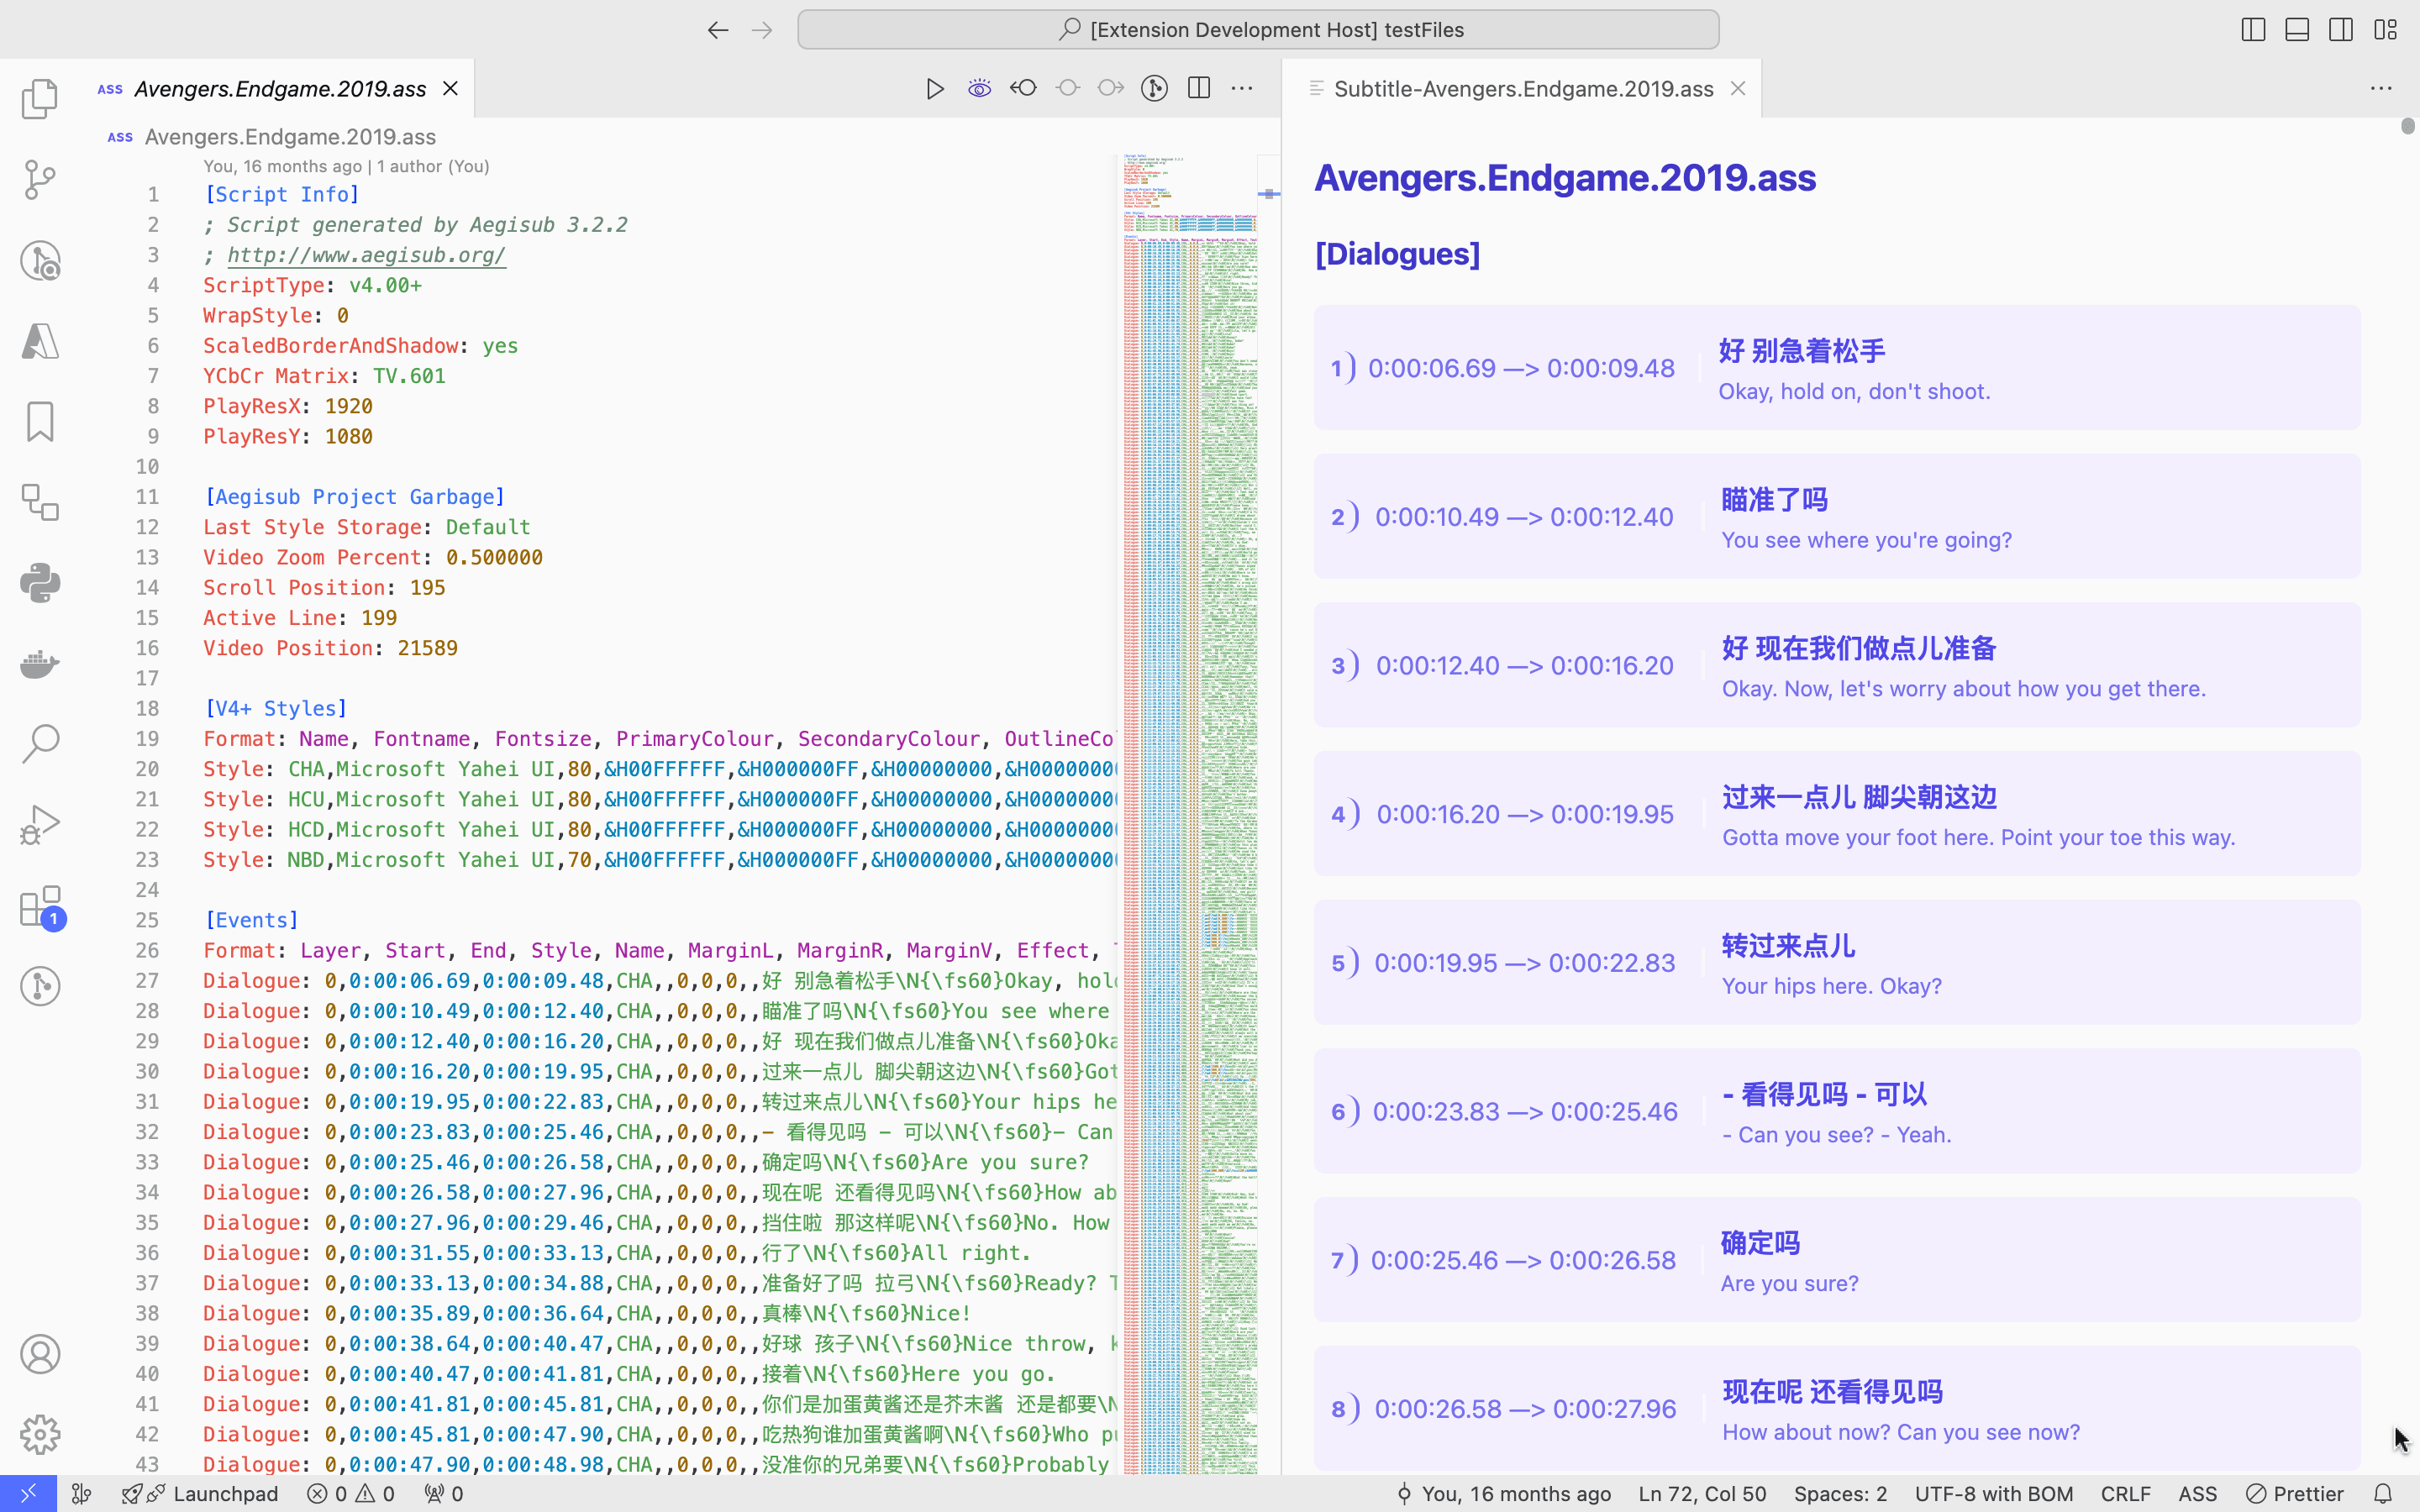 [Extension Development Host] testFiles
ASS Avengers.Endgame.2019.ass
Subtitle-Avengers.Endgame.2019.ass
ASS Avengers.Endgame.2019.ass
You, 16 months ago | 1 author (You)
1 [Script Info]
2 ; Script generated by Aegisub 3.2.2
3 ; http://www.aegisub.org/
4 ScriptType: v4.00+
5 WrapStyle: 0
6 ScaledBorderAndShadow: yes
7 YCbCr Matrix: TV.601
8 PlayResX: 1920
9 PlayResY: 1080
10
11 [Aegisub Project Garbage]
12 Last Style Storage: Default
13 Video Zoom Percent: 0.500000
14 Scroll Position: 195
15 Active Line: 199
16 Video Position: 21589
17
18 [V4+ Styles]
19 Format: Name, Fontname, Fontsize, PrimaryColour, SecondaryColour, OutlineCo
20 Style: CHA,Microsoft Yahei UI,80,&H00FFFFFF,&H000000FF,&H00000000,&H0000000
21 Style: HCU,Microsoft Yahei UI,80,&H00FFFFFF,&H000000FF,&H00000000,&H0000000
22 Style: HCD,Microsoft Yahei UI,80,&H00FFFFFF,&H000000FF,&H00000000,&H0000000
23 Style: NBD,Microsoft Yahei UI,70,&H00FFFFFF,&H000000FF,&H00000000,&H0000000
24
25 [Events]
26 Format: Layer, Start, End, Style, Name, MarginL, MarginR, MarginV, Effect,
27 Dialogue: 0,0:00:06.69,0:00:09.48,CHA,,0,0,0,,好 别急着松手\N{\fs60}Okay, hol
28 Dialogue: 0,0:00:10.49,0:00:12.40,CHA,,0,0,0,,瞄准了吗\N{\fs60}You see where
29 Dialogue: 0,0:00:12.40,0:00:16.20,CHA,,0,0,0,,好 现在我们做点儿准备\N{\fs60}Oka
30 Dialogue: 0,0:00:16.20,0:00:19.95,CHA,,0,0,0,,过来一点儿 脚尖朝这边\N{\fs60}Got
31 Dialogue: 0,0:00:19.95,0:00:22.83,CHA,,0,0,0,,转过来点儿\N{\fs60}Your hips he
32 Dialogue: 0,0:00:23.83,0:00:25.46,CHA,,0,0,0,,- 看得见吗 - 可以\N{\fs60}- Can
33 Dialogue: 0,0:00:25.46,0:00:26.58,CHA,,0,0,0,,确定吗\N{\fs60}Are you sure?
34 Dialogue: 0,0:00:26.58,0:00:27.96,CHA,,0,0,0,,现在呢 还看得见吗\N{\fs60}How ab
35 Dialogue: 0,0:00:27.96,0:00:29.46,CHA,,0,0,0,,挡住啦 那这样呢\N{\fs60}No. How
36 Dialogue: 0,0:00:31.55,0:00:33.13,CHA,,0,0,0,,行了\N{\fs60}All right.
37 Dialogue: 0,0:00:33.13,0:00:34.88,CHA,,0,0,0,,准备好了吗 拉弓\N{\fs60}Ready? T
38 Dialogue: 0,0:00:35.89,0:00:36.64,CHA,,0,0,0,,真棒\N{\fs60}Nice!
39 Dialogue: 0,0:00:38.64,0:00:40.47,CHA,,0,0,0,,好球 孩子\N{\fs60}Nice throw, k
40 Dialogue: 0,0:00:40.47,0:00:41.81,CHA,,0,0,0,,接着\N{\fs60}Here you go.
41 Dialogue: 0,0:00:41.81,0:00:45.81,CHA,,0,0,0,,你们是加蛋黄酱还是芥末酱 还是都要\N
42 Dialogue: 0,0:00:45.81,0:00:47.90,CHA,,0,0,0,,吃热狗谁加蛋黄酱啊\N{\fs60}Who p
43 Dialogue: 0,0:00:47.90,0:00:48.98,CHA,,0,0,0,,没准你的兄弟要\N{\fs60}Probably
Avengers.Endgame.2019.ass
[Dialogues]
1) 0:00:06.69 —> 0:00:09.48
好 别急着松手
Okay, hold on, don't shoot.
2) 0:00:10.49 —> 0:00:12.40
瞄准了吗
You see where you're going?
3) 0:00:12.40 —> 0:00:16.20
好 现在我们做点儿准备
Okay. Now, let's worry about how you get there.
4) 0:00:16.20 —> 0:00:19.95
过来一点儿 脚尖朝这边
Gotta move your foot here. Point your toe this way.
5) 0:00:19.95 —> 0:00:22.83
转过来点儿
Your hips here. Okay?
6) 0:00:23.83 —> 0:00:25.46
- 看得见吗 - 可以
- Can you see? - Yeah.
7) 0:00:25.46 —> 0:00:26.58
确定吗
Are you sure?
8) 0:00:26.58 —> 0:00:27.96
现在呢 还看得见吗
How about now? Can you see now?
1
Launchpad 0 0 0 You, 16 months ago Ln 72, Col 50 Spaces: 2 UTF-8 with BOM CRLF ASS Prettier